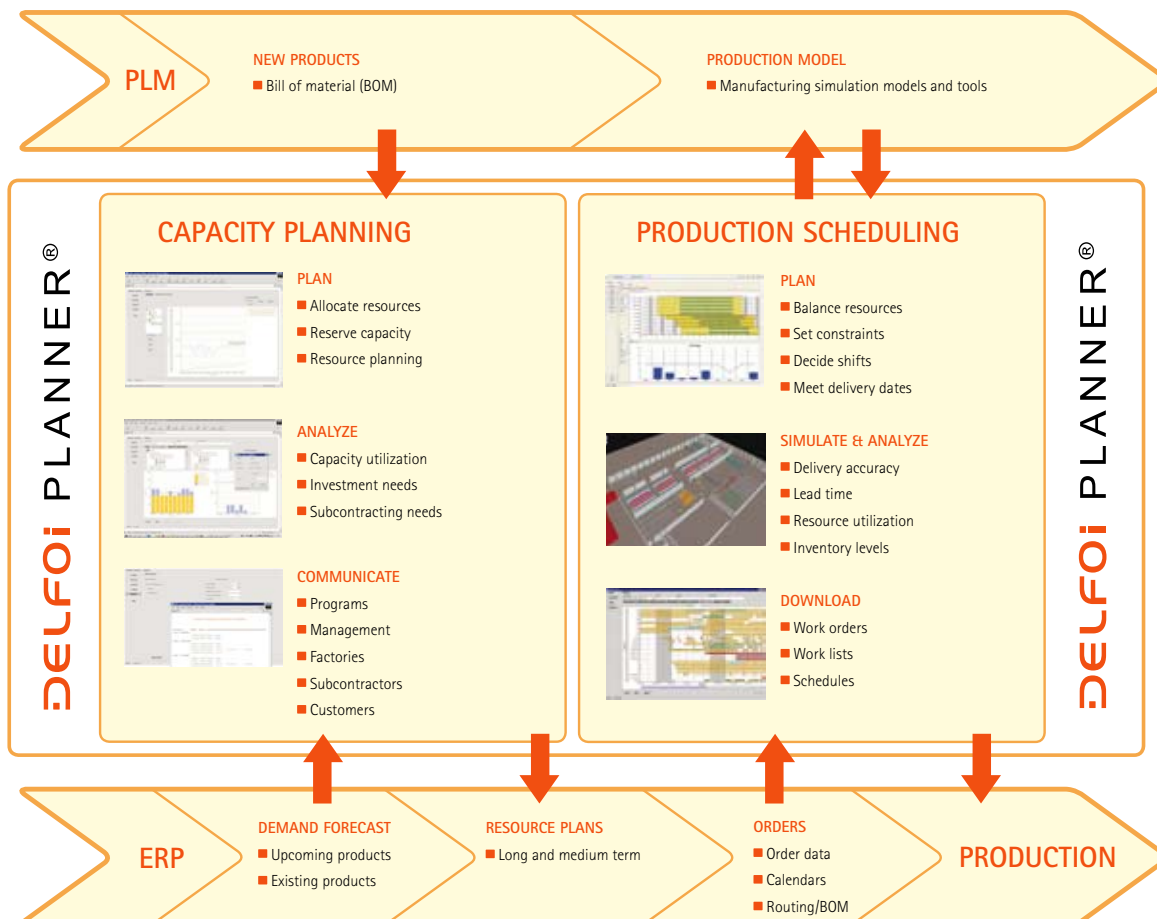 PLM
NEW PRODUCTS
■ Bill of material (BOM)
PRODUCTION MODEL
■ Manufacturing simulation models and tools
DELFOi PLANNER®
CAPACITY PLANNING
PLAN
■ Allocate resources
■ Reserve capacity
■ Resource planning
ANALYZE
■ Capacity utilization
■ Investment needs
■ Subcontracting needs
COMMUNICATE
■ Programs
■ Management
■ Factories
■ Subcontractors
■ Customers
PRODUCTION SCHEDULING
PLAN
■ Balance resources
■ Set constraints
■ Decide shifts
■ Meet delivery dates
SIMULATE & ANALYZE
■ Delivery accuracy
■ Lead time
■ Resource utilization
■ Inventory levels
DOWNLOAD
■ Work orders
■ Work lists
■ Schedules
DELFOi PLANNER®
ERP
DEMAND FORECAST
■ Upcoming products
■ Existing products
RESOURCE PLANS
■ Long and medium term
ORDERS
■ Order data
■ Calendars
■ Routing/BOM
PRODUCTION